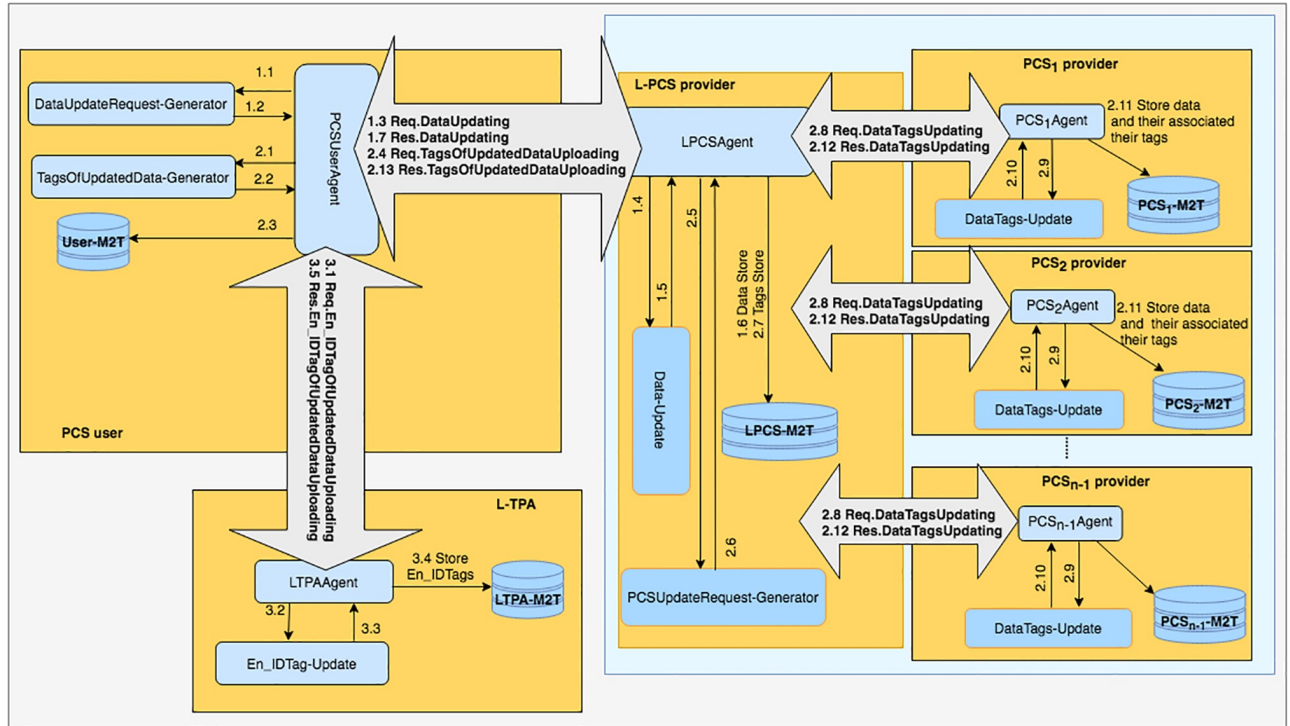 PCS user
DataUpdateRequest-Generator
1.1
1.2
TagsOfUpdatedData-Generator
2.1
2.2
User-M2T
2.3
PCSUserAgent
1.3 Req.DataUpdating
1.7 Res.DataUpdating
2.4 Req.TagsOfUpdatedDataUploading
2.13 Res.TagsOfUpdatedDataUploading
3.1 Req.En_IDTagOfUpdatedDataUploading
3.5 Res.En_IDTagOfUpdatedDataUploading
L-TPA
LTPAAgent
3.4 Store
En_IDTags
LTPA-M2T
3.2
3.3
En_IDTag-Update
L-PCS provider
LPCSAgent
1.4
1.5
2.5
2.6
1.6 Data Store
2.7 Tags Store
Data-Update
LPCS-M2T
PCSUpdateRequest-Generator
2.8 Req.DataTagsUpdating
2.12 Res.DataTagsUpdating
PCS1 provider
PCS1Agent
2.11 Store data
and their associated
their tags
2.10
2.9
PCS1-M2T
DataTags-Update
2.8 Req.DataTagsUpdating
2.12 Res.DataTagsUpdating
PCS2 provider
PCS2Agent
2.11 Store data
and their associated
their tags
2.10
2.9
PCS2-M2T
DataTags-Update
2.8 Req.DataTagsUpdating
2.12 Res.DataTagsUpdating
PCSn-1 provider
PCSn-1Agent
2.10
2.9
PCSn-1-M2T
DataTags-Update